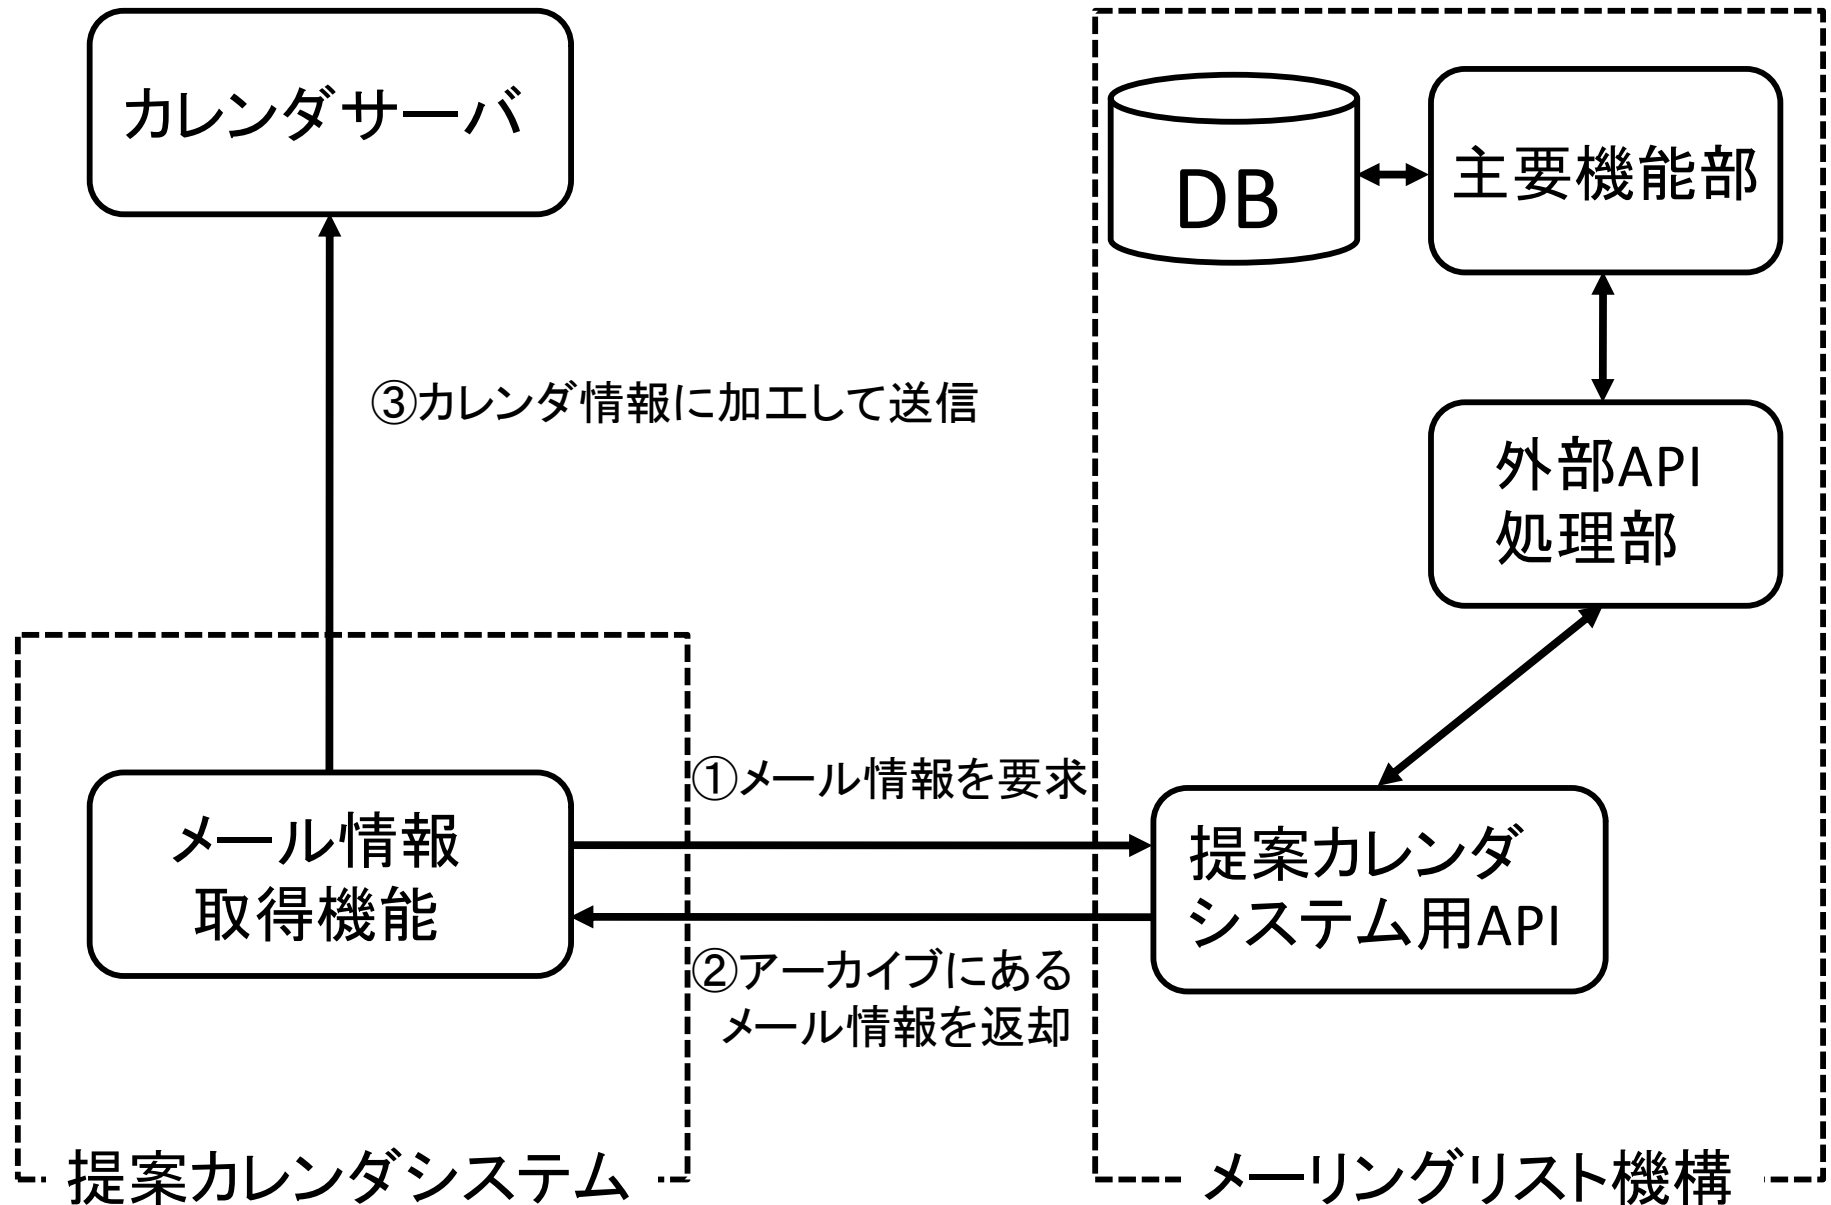 カレンダサーバ
DB
主要機能部
③カレンダ情報に加工して送信
外部API
処理部
①メール情報を要求
メール情報
取得機能
提案カレンダ
システム用API
②アーカイブにある
メール情報を返却
提案カレンダシステム
メーリングリスト機構